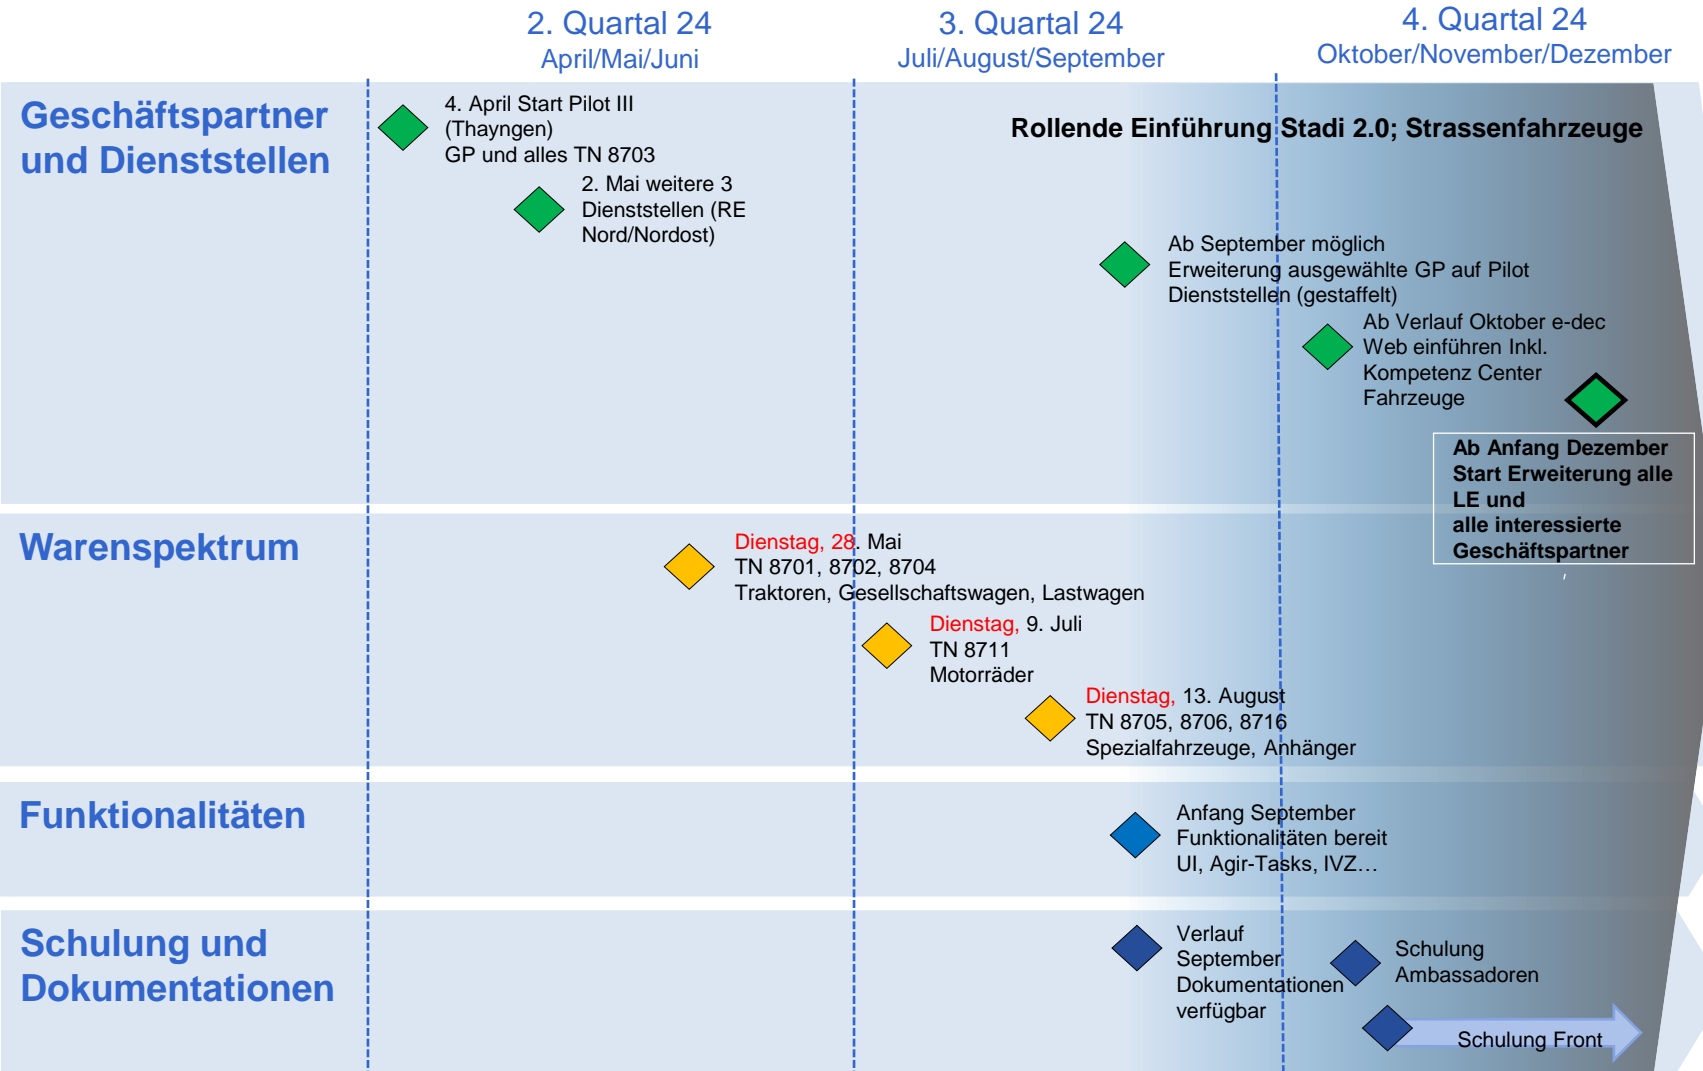 2. Quartal 24
April/Mai/Juni
3. Quartal 24
Juli/August/September
4. Quartal 24
Oktober/November/Dezember
Geschäftspartner
und Dienststellen
4. April Start Pilot III
(Thayngen)
GP und alles TN 8703
2. Mai weitere 3
Dienststellen (RE
Nord/Nordost)
Rollende Einführung Stadi 2.0; Strassenfahrzeuge
Ab September möglich
Erweiterung ausgewählte GP auf Pilot
Dienststellen (gestaffelt)
Ab Verlauf Oktober e-dec
Web einführen Inkl.
Kompetenz Center
Fahrzeuge
Ab Anfang Dezember
Start Erweiterung alle
LE und
alle interessierte
Geschäftspartner
,
Warenspektrum
Dienstag, 28. Mai
TN 8701, 8702, 8704
Traktoren, Gesellschaftswagen, Lastwagen
Dienstag, 9. Juli
TN 8711
Motorräder
Dienstag, 13. August
TN 8705, 8706, 8716
Spezialfahrzeuge, Anhänger
Funktionalitäten
Anfang September
Funktionalitäten bereit
UI, Agir-Tasks, IVZ…
Schulung und
Dokumentationen
Verlauf
September
Dokumentationen
verfügbar
Schulung
Ambassadoren
Schulung Front